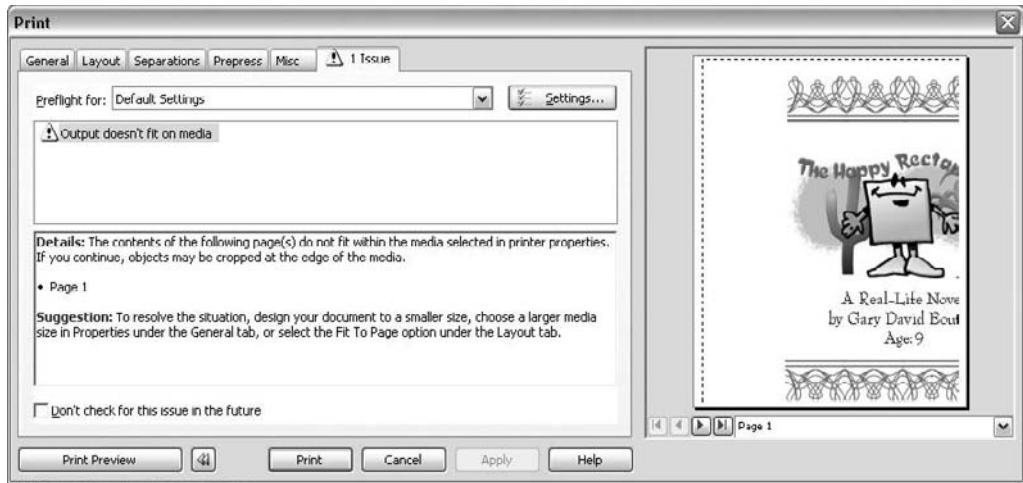 Print
General Layout Separations Prepress Misc 1 Issue
Preflight for: Default Settings Settings...
Output doesn't fit on media
Details: The contents of the following page(s) do not fit within the media selected in printer properties.
If you continue, objects may be cropped at the edge of the media.
• Page 1
Suggestion: To resolve the situation, design your document to a smaller size, choose a larger media
size in Properties under the General tab, or select the Fit To Page option under the Layout tab.
Don't check for this issue in the future
Print Preview Print Cancel Apply Help
The Happy Rectan
A Real-Life Nove
by Gary David Bout
Age: 9
Page 1